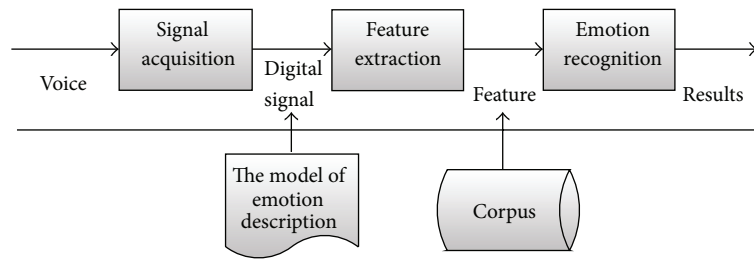 Signal
acquisition
Feature
extraction
Emotion
recognition
Voice
Digital
signal
Feature
Results
The model of
emotion
description
Corpus